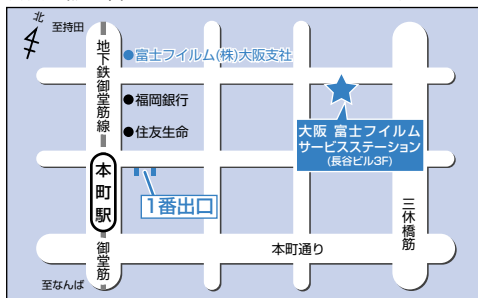 北
至持田
地下鉄御堂筋線
●富士フイルム(株)大阪支社
●福岡銀行
●住友生命
大阪 富士フイルム
サービスステーション
(長谷ビル3F)
本町駅
1番出口
三休橋筋
御堂筋
本町通り
至なんば